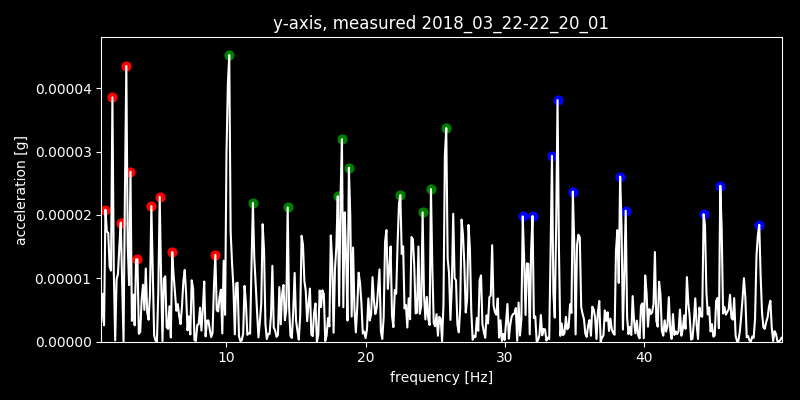 y-axis, measured 2018_03_22-22_20_01
acceleration [g]
0.00004
0.00003
0.00002
0.00001
0.00000
10 20 30 40
frequency [Hz]